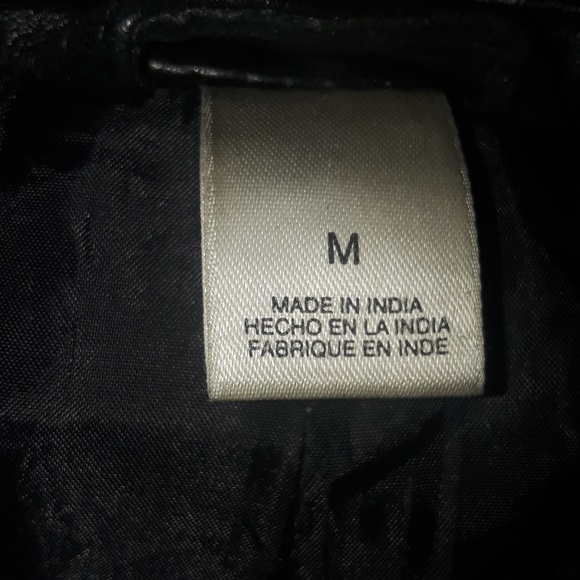 M
MADE IN INDIA
HECHO EN LA INDIA
FABRIQUE EN INDE